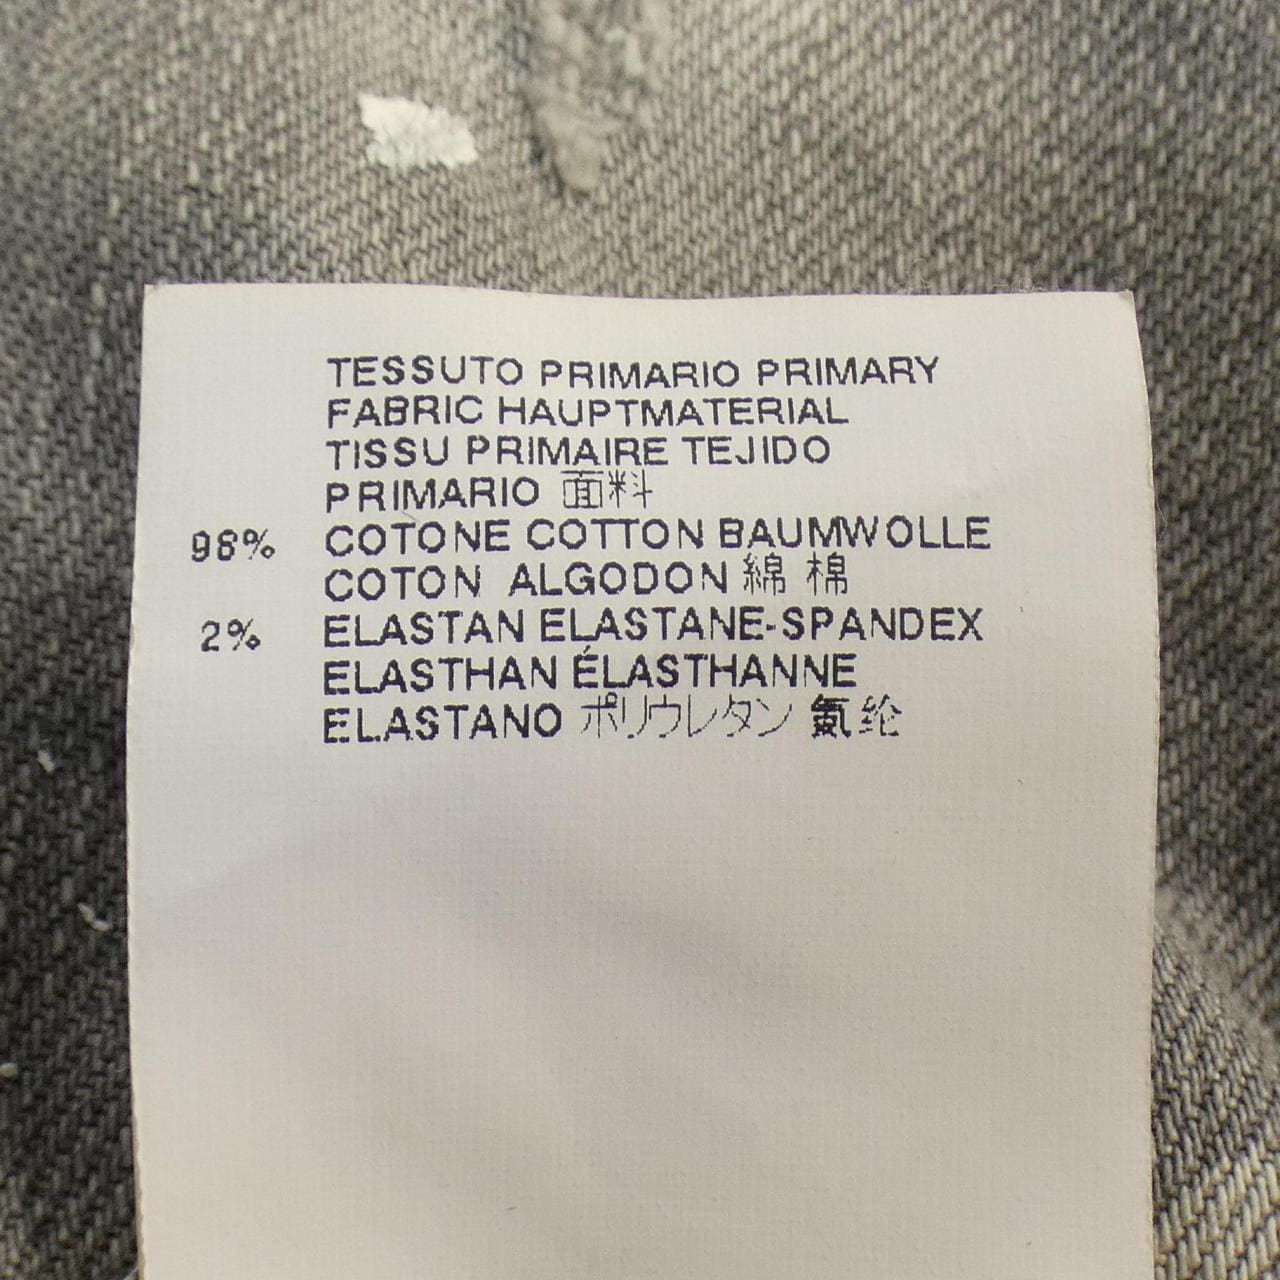 TESSUTO PRIMARIO PRIMARY
FABRIC HAUPTMATERIAL
TISSU PRIMAIRE TEJIDO
PRIMARIO 面料
98% COTONE COTTON BAUMWOLLE
COTON ALGODON 綿 棉
2% ELASTAN ELASTANE-SPANDEX
ELASTHAN ÉLASTHANNE
ELASTANO ポリウレタン 氨纶